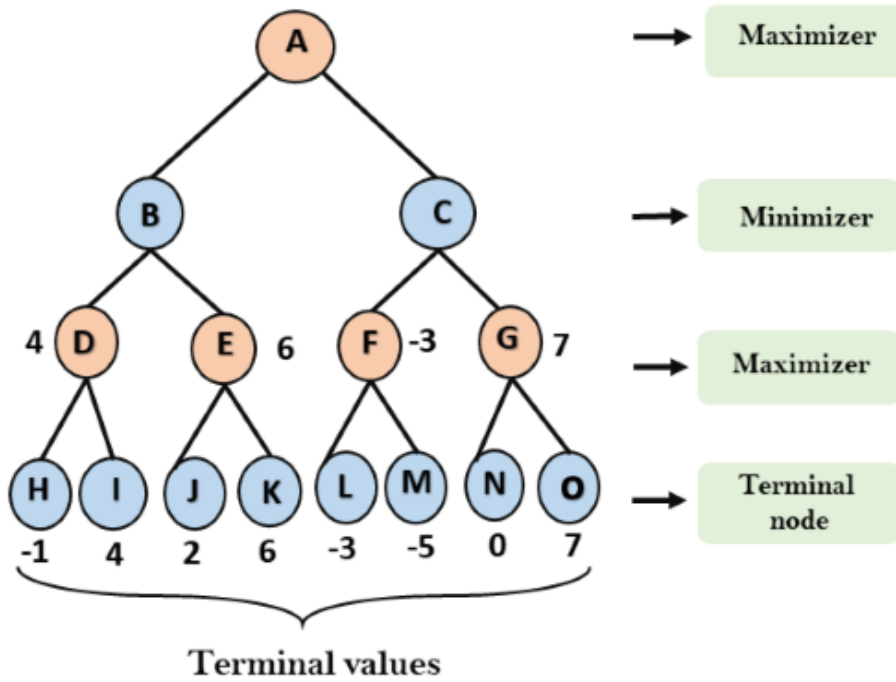 A
Maximizer
B
C
Minimizer
4 D
E 6
F -3
G 7
Maximizer
H I J K L M N O
Terminal
node
-1 4 2 6 -3 -5 0 7
Terminal values